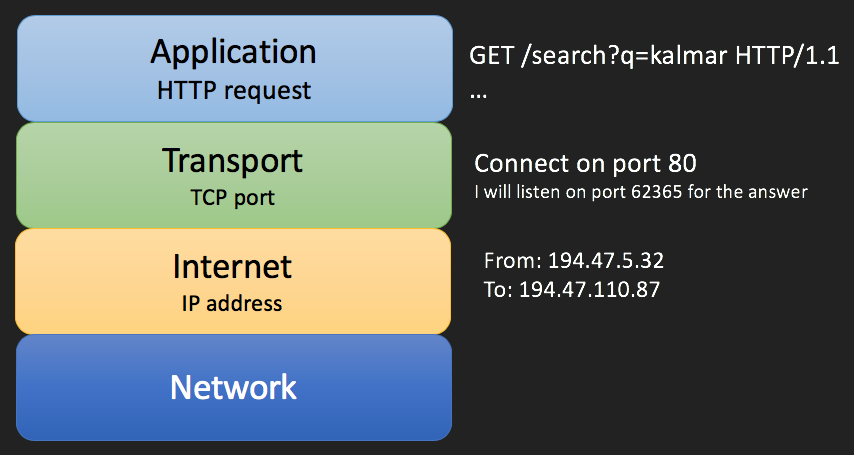 Application
HTTP request
GET /search?q=kalmar HTTP/1.1
...
Transport
TCP port
Connect on port 80
I will listen on port 62365 for the answer
Internet
IP address
From: 194.47.5.32
To: 194.47.110.87
Network